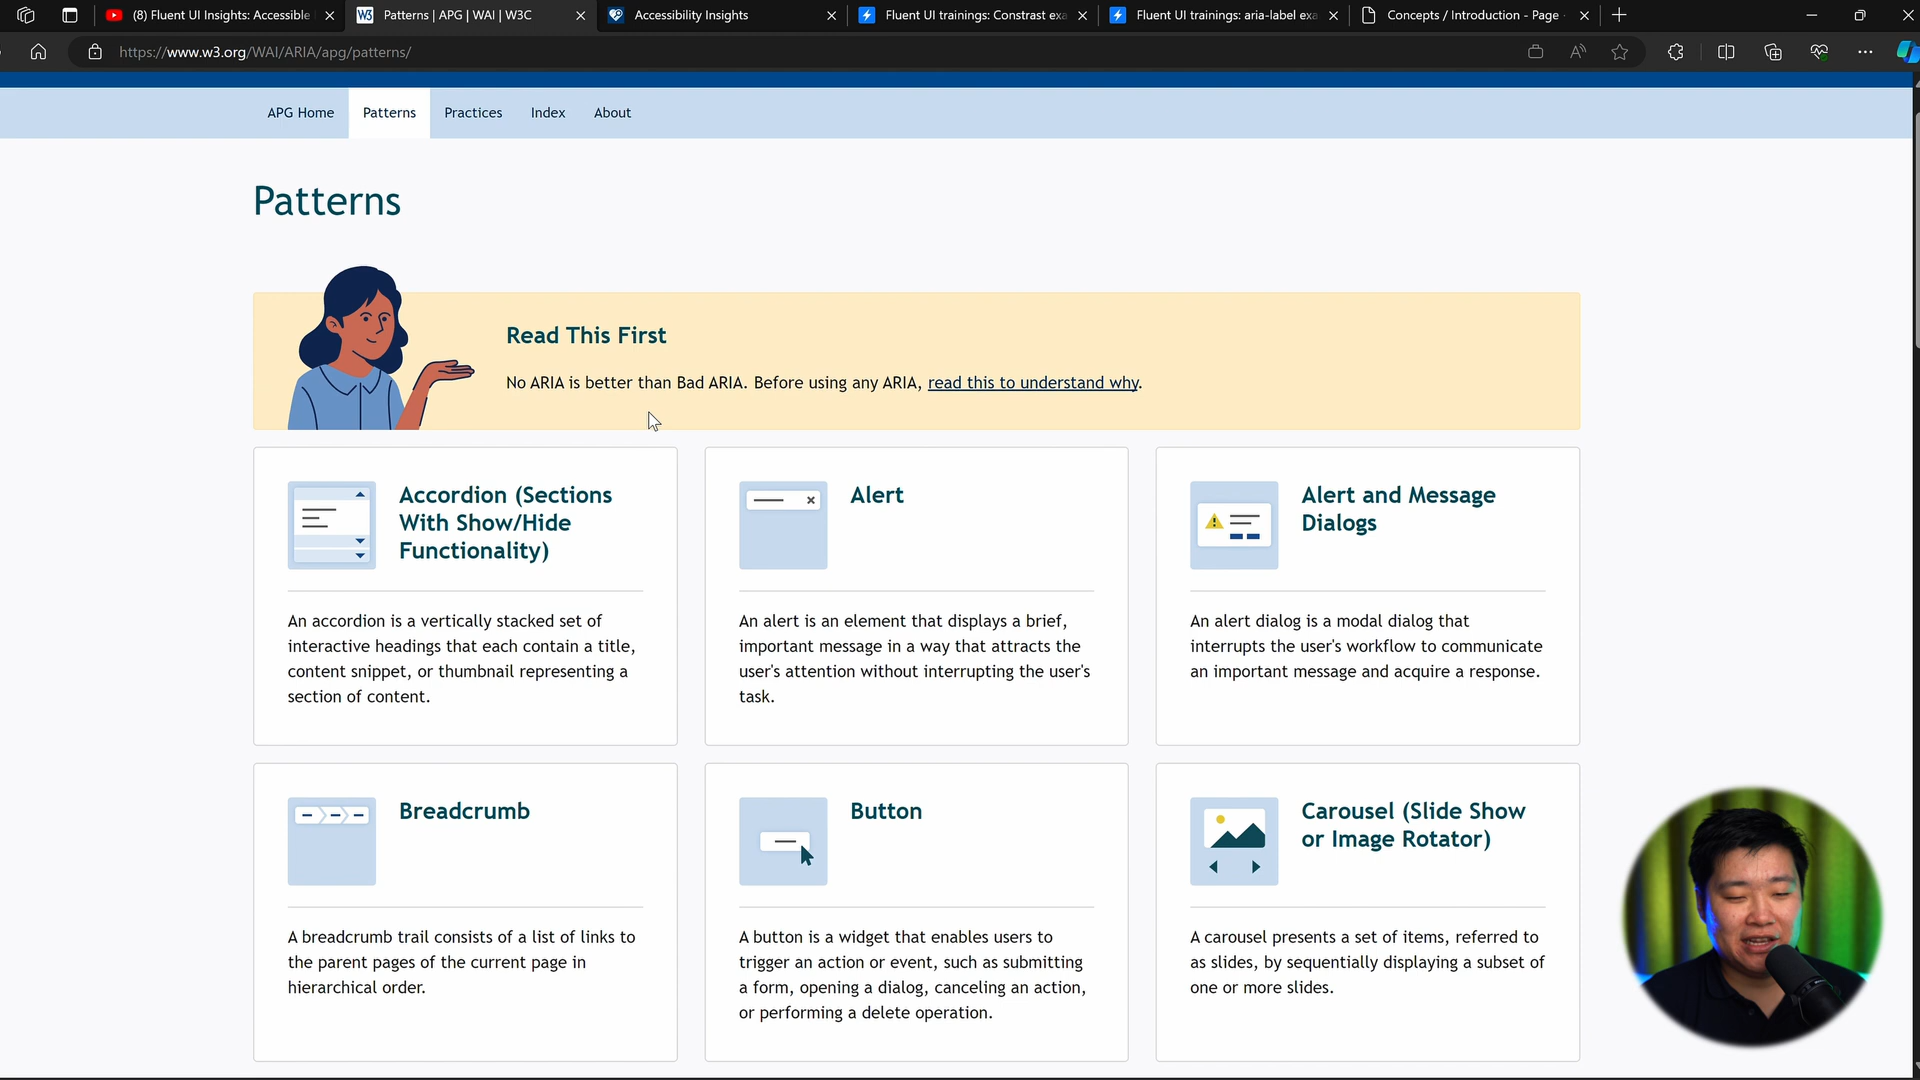 (8) Fluent UI Insights: Accessible
Patterns | APG | WAI | W3C
Accessibility Insights
Fluent UI trainings: Constrast exa
Fluent UI trainings: aria-label exa
Concepts / Introduction - Page
https://www.w3.org/WAI/ARIA/apg/patterns/
APG Home
Patterns
Practices
Index
About
Patterns
Read This First
No ARIA is better than Bad ARIA. Before using any ARIA, read this to understand why.
Accordion (Sections
With Show/Hide
Functionality)
An accordion is a vertically stacked set of
interactive headings that each contain a title,
content snippet, or thumbnail representing a
section of content.
Alert
An alert is an element that displays a brief,
important message in a way that attracts the
user's attention without interrupting the user's
task.
Alert and Message
Dialogs
An alert dialog is a modal dialog that
interrupts the user's workflow to communicate
an important message and acquire a response.
Breadcrumb
A breadcrumb trail consists of a list of links to
the parent pages of the current page in
hierarchical order.
Button
A button is a widget that enables users to
trigger an action or event, such as submitting
a form, opening a dialog, canceling an action,
or performing a delete operation.
Carousel (Slide Show
or Image Rotator)
A carousel presents a set of items, referred to
as slides, by sequentially displaying a subset of
one or more slides.